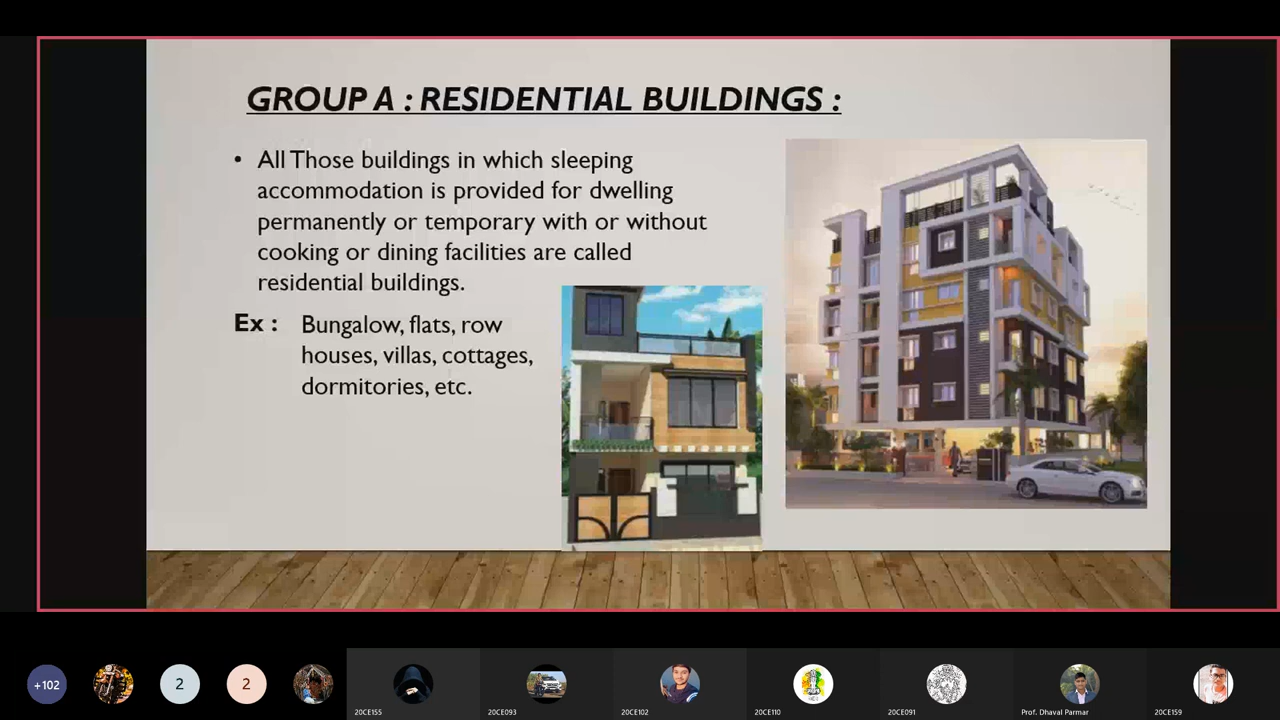 GROUP A : RESIDENTIAL BUILDINGS :
• All Those buildings in which sleeping
accommodation is provided for dwelling
permanently or temporary with or without
cooking or dining facilities are called
residential buildings.
Ex : Bungalow, flats, row
houses, villas, cottages,
dormitories, etc.
+102
2
2
20CE155
20CE093
20CE102
20CE110
20CE091
Prof. Dhaval Parmar
20CE159